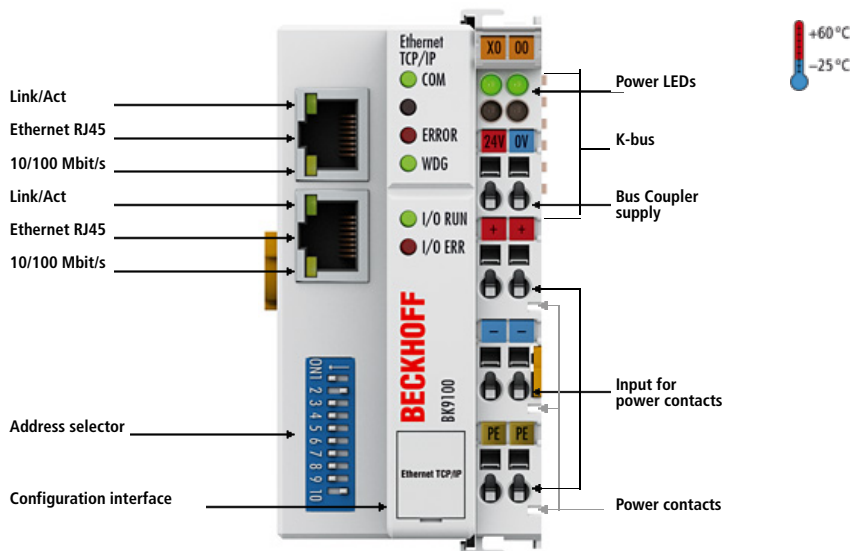 Link/Act
Ethernet RJ45
10/100 Mbit/s
Link/Act
Ethernet RJ45
10/100 Mbit/s
Address selector
Configuration interface
Ethernet
TCP/IP
COM
ERROR
WDG
I/O RUN
I/O ERR
BECKHOFF
BK9100
Ethernet TCP/IP
ON
1
2
3
4
5
6
7
8
9
10
X0 00
24V 0V
+ +
– –
PE PE
Power LEDs
K-bus
Bus Coupler
supply
Input for
power contacts
Power contacts
+60°C
–25°C